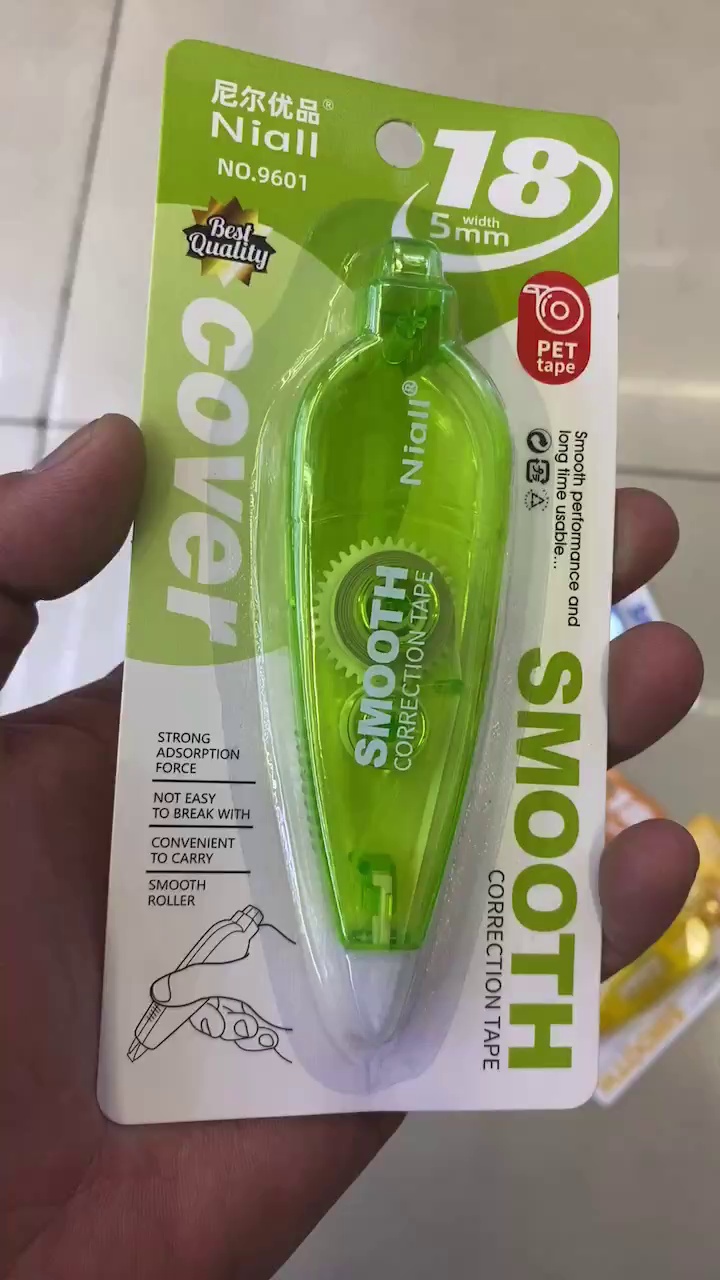 尼尔优品®
Niall
NO.9601
18
width
5mm
Best
Quality
PET
tape
cover
Niall®
SMOOTH
CORRECTION TAPE
Smooth performance and
long time usable...
SMOOTH
CORRECTION TAPE
STRONG
ADSORPTION
FORCE
NOT EASY
TO BREAK WITH
CONVENIENT
TO CARRY
SMOOTH
ROLLER
SMOOTH